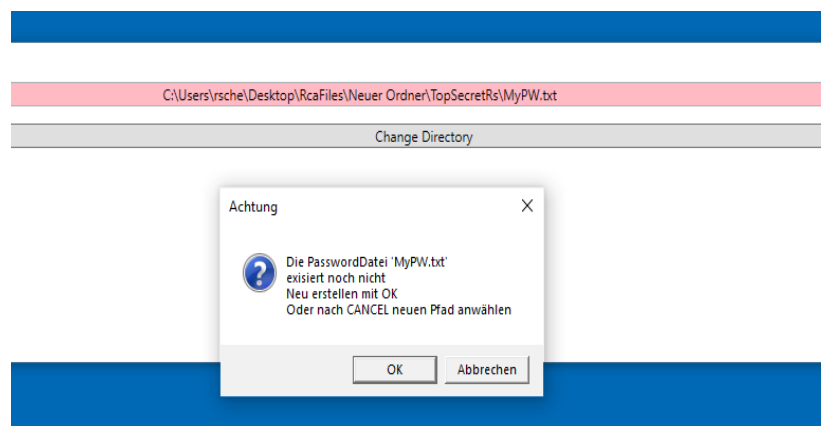 C:\Users\rsche\Desktop\RcaFiles\Neuer Ordner\TopSecretRs\MyPW.txt
Change Directory
Achtung
Die PasswordDatei 'MyPW.txt'
exisiert noch nicht
Neu erstellen mit OK
Oder nach CANCEL neuen Pfad anwählen
OK
Abbrechen